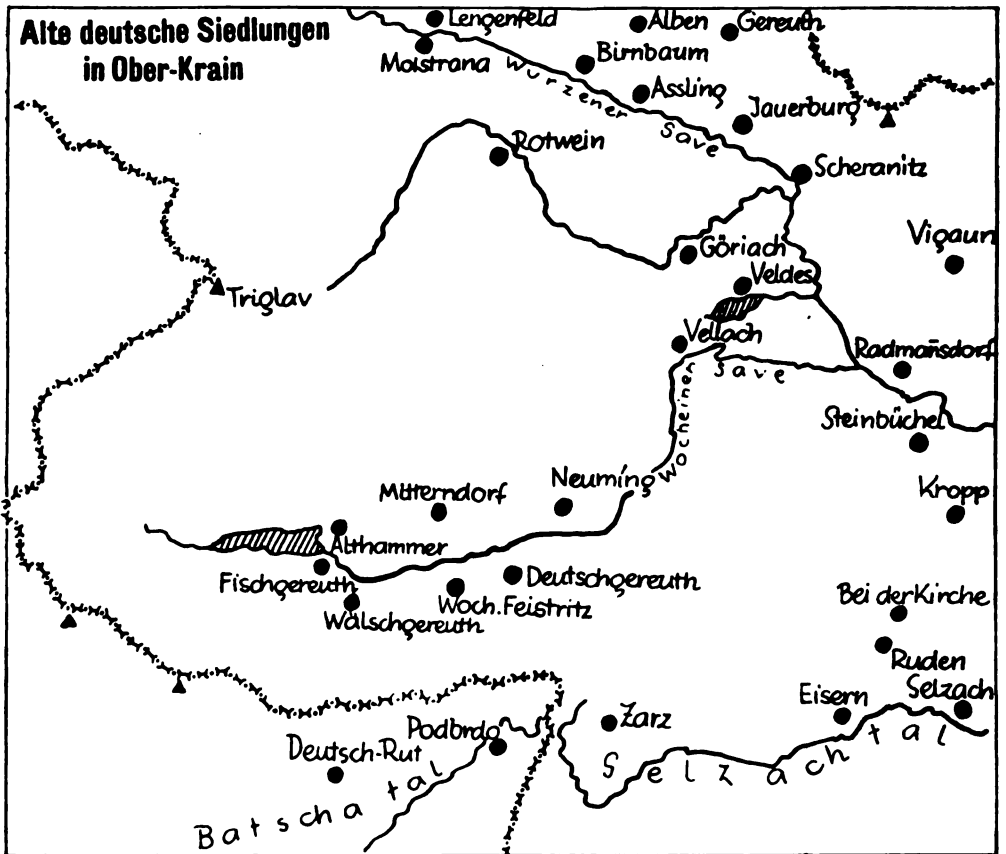 Alte deutsche Siedlungen
in Ober-Krain
Lengenfeld
Alben
Gereuth
Moistrana
Birnbaum
Wurzener Save
Assling
Jauerburg
Rotwein
Scheranitz
Vigaun
Göriach
Veldes
Triglav
Vellach
Radmannsdorf
Wocheiner Save
Steinbüchel
Neuming
Mitterndorf
Kropp
Althammer
Fischgereuth
Deutschgereuth
Woch. Feistritz
Walschgereuth
Bei der Kirche
Ruden
Selzach
Eisern
Zarz
Podbrdo
Deutsch-Rut
Selzachtal
Batschatal